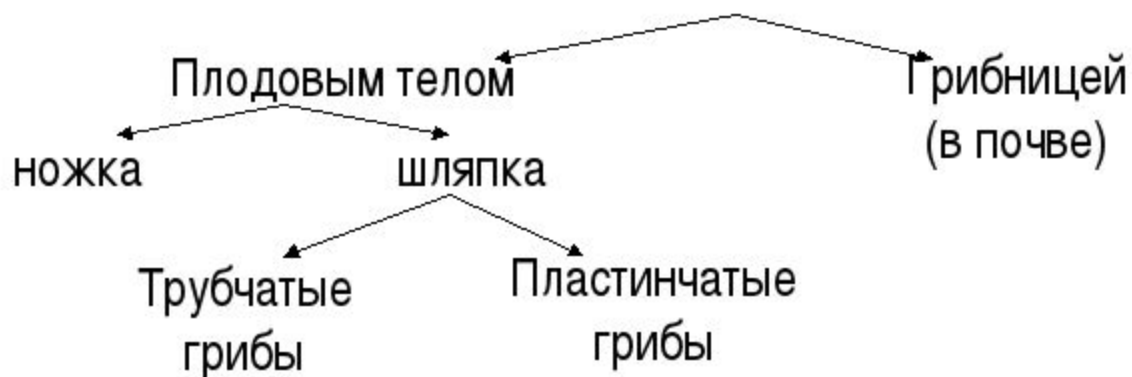 Плодовым телом
Грибницей
(в почве)
ножка
шляпка
Трубчатые
грибы
Пластинчатые
грибы